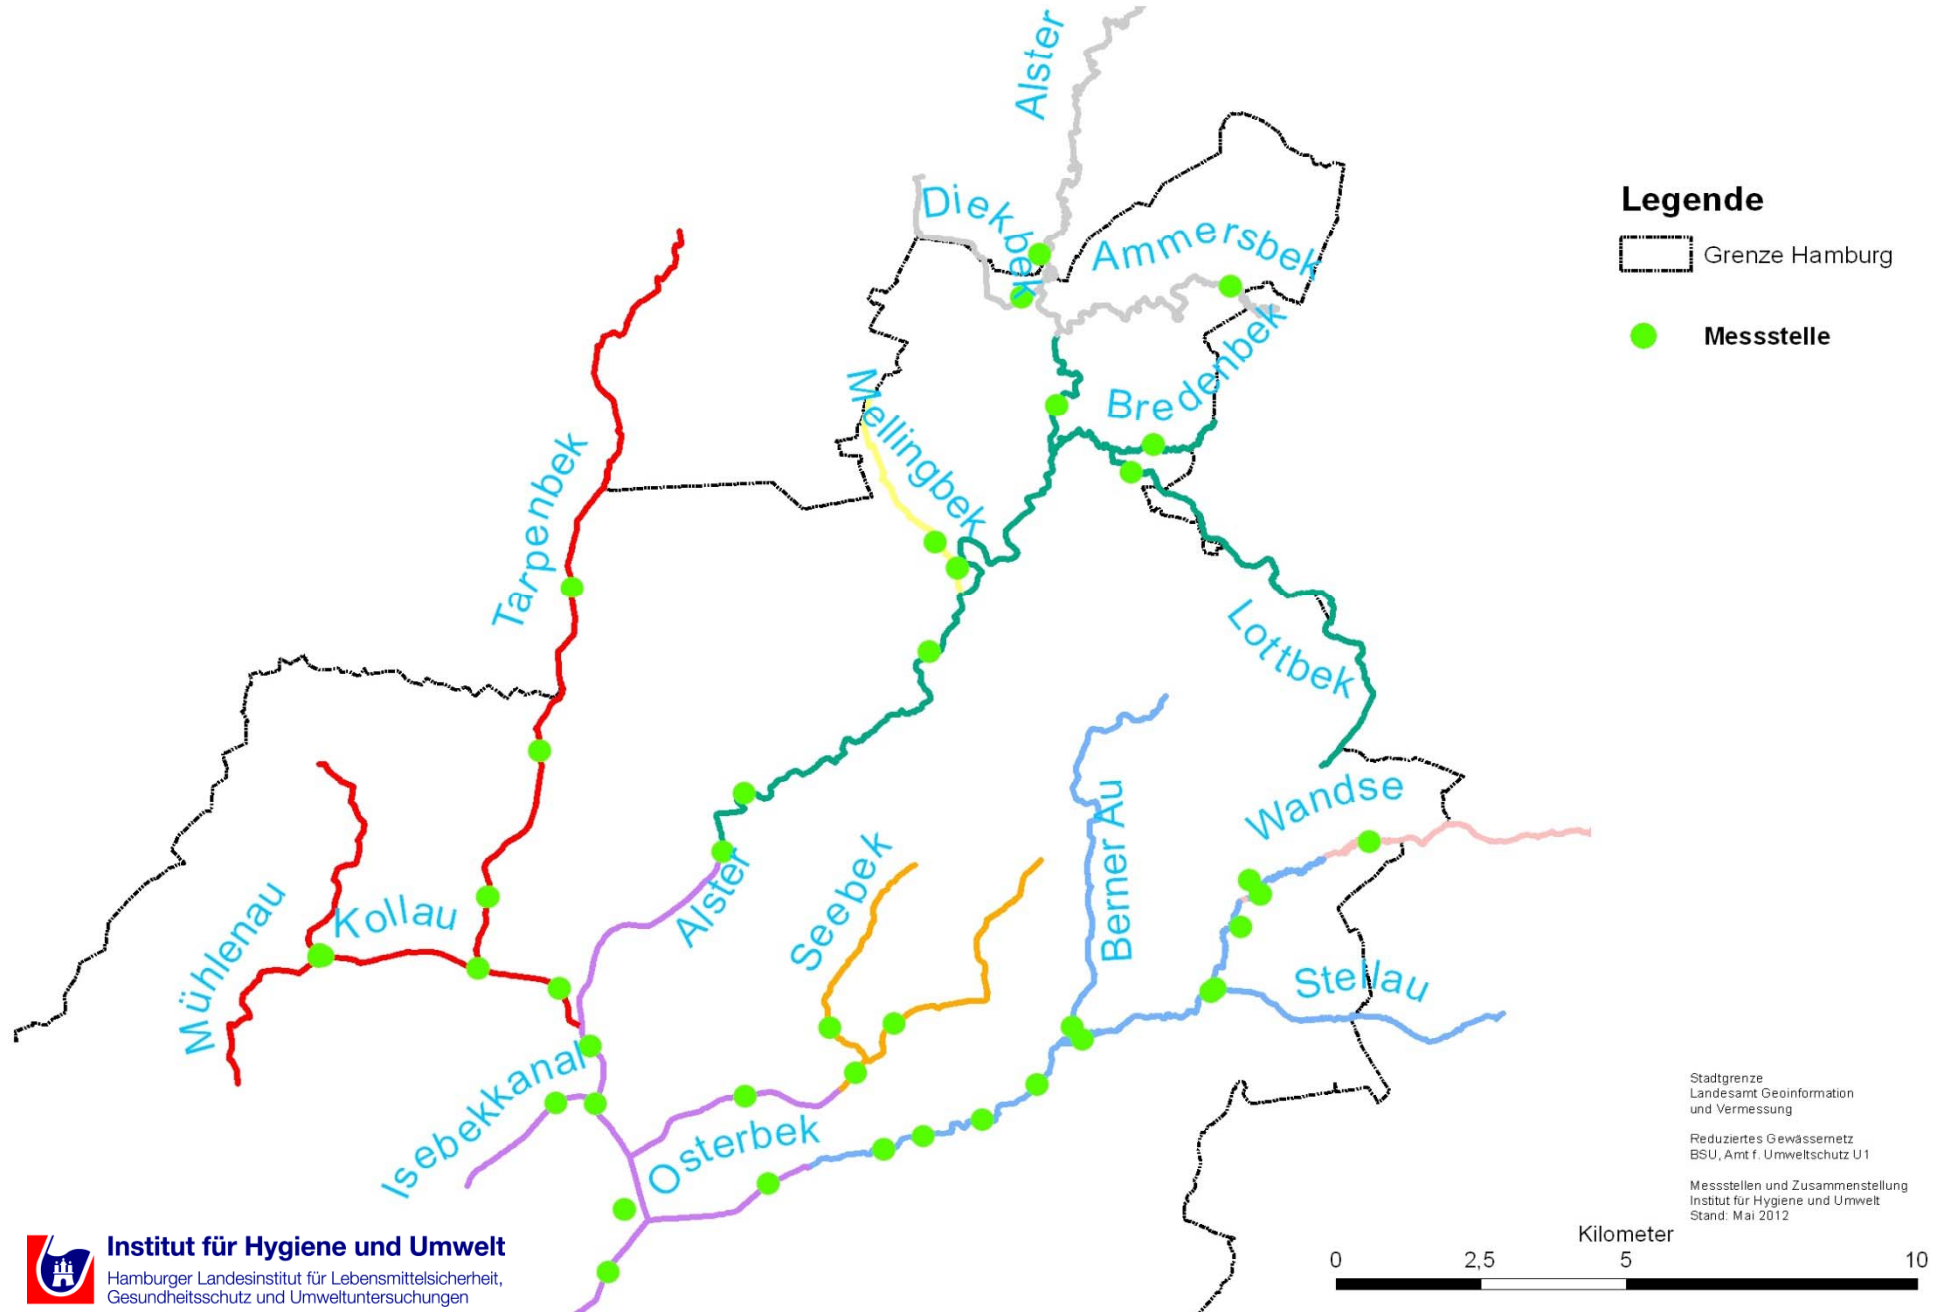 Alster
Diekbek
Ammersbek
Bredenbek
Mellingbek
Tarpenbek
Lottbek
Wandse
Berner Au
Alster
Seebek
Kollau
Mühlenau
Stellau
Isebekkanal
Osterbek
Legende
Grenze Hamburg
Messstelle
Stadtgrenze
Landesamt Geoinformation
und Vermessung
Reduziertes Gewässernetz
BSU, Amt f. Umweltschutz U1
Messstellen und Zusammenstellung
Institut für Hygiene und Umwelt
Stand: Mai 2012
Kilometer
0 2,5 5 10
Institut für Hygiene und Umwelt
Hamburger Landesinstitut für Lebensmittelsicherheit,
Gesundheitsschutz und Umweltuntersuchungen